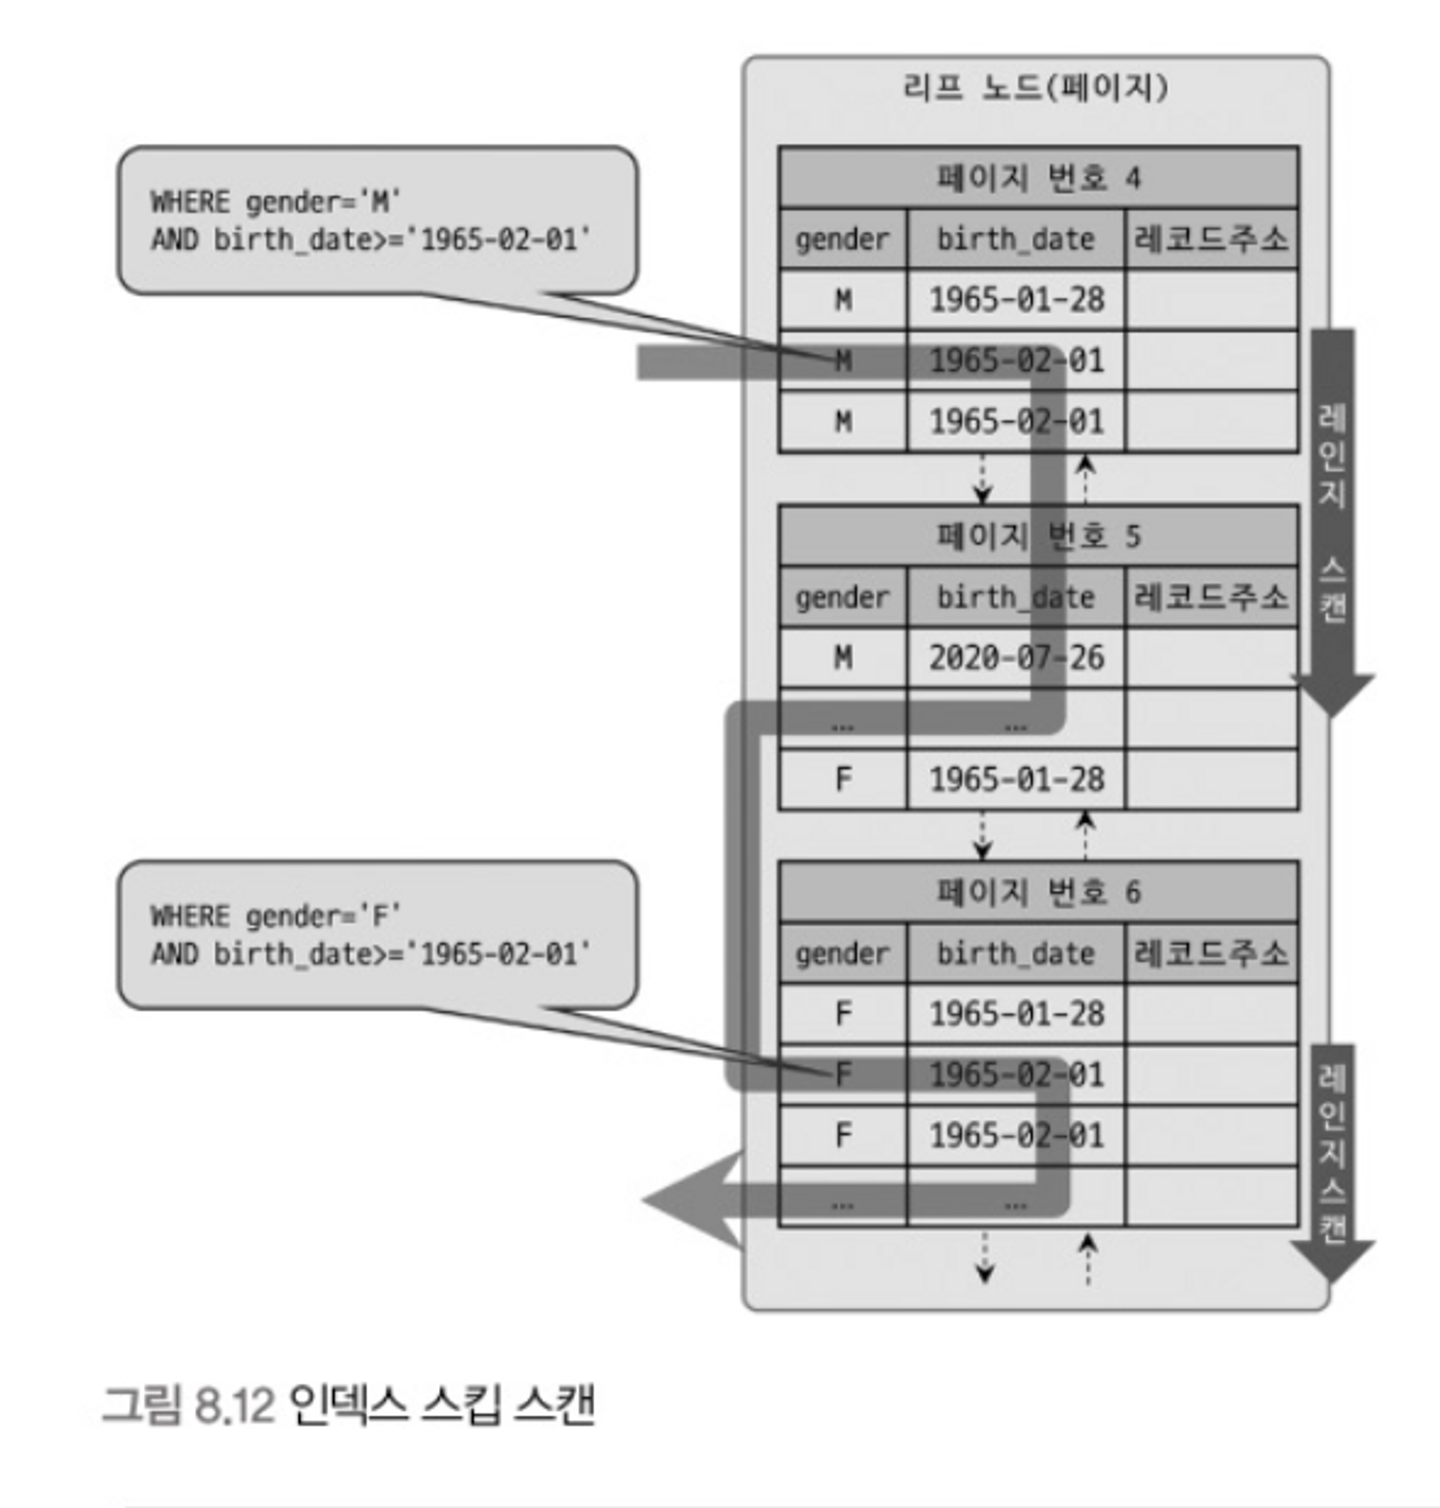 리프 노드(페이지)
WHERE gender='M'
AND birth_date>='1965-02-01'
페이지 번호 4
gender birth_date 레코드주소
M 1965-01-28
M 1965-02-01
M 1965-02-01
레인지 스캔
페이지 번호 5
gender birth_date 레코드주소
M 2020-07-26
... ...
F 1965-01-28
WHERE gender='F'
AND birth_date>='1965-02-01'
페이지 번호 6
gender birth_date 레코드주소
F 1965-01-28
F 1965-02-01
F 1965-02-01
... ...
레인지스캔
그림 8.12 인덱스 스킵 스캔